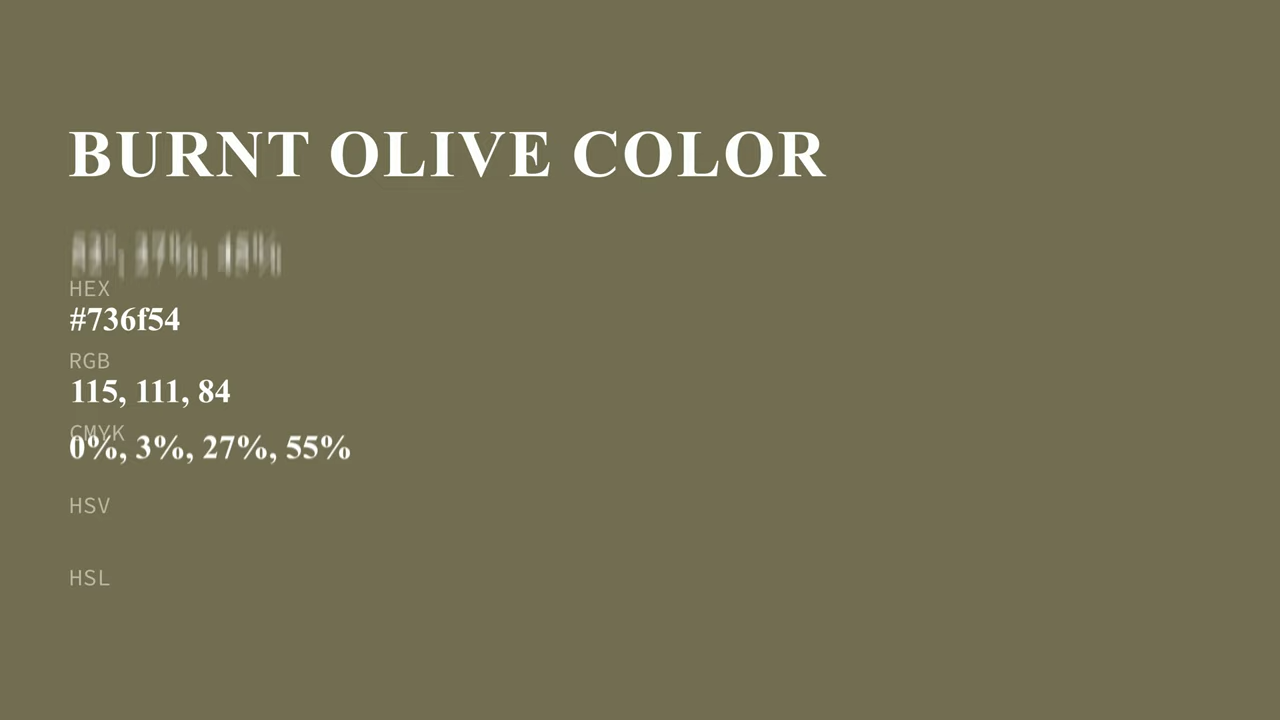 BURNT OLIVE COLOR
HEX
#736f54
RGB
115, 111, 84
CMYK
0%, 3%, 27%, 55%
HSV
HSL